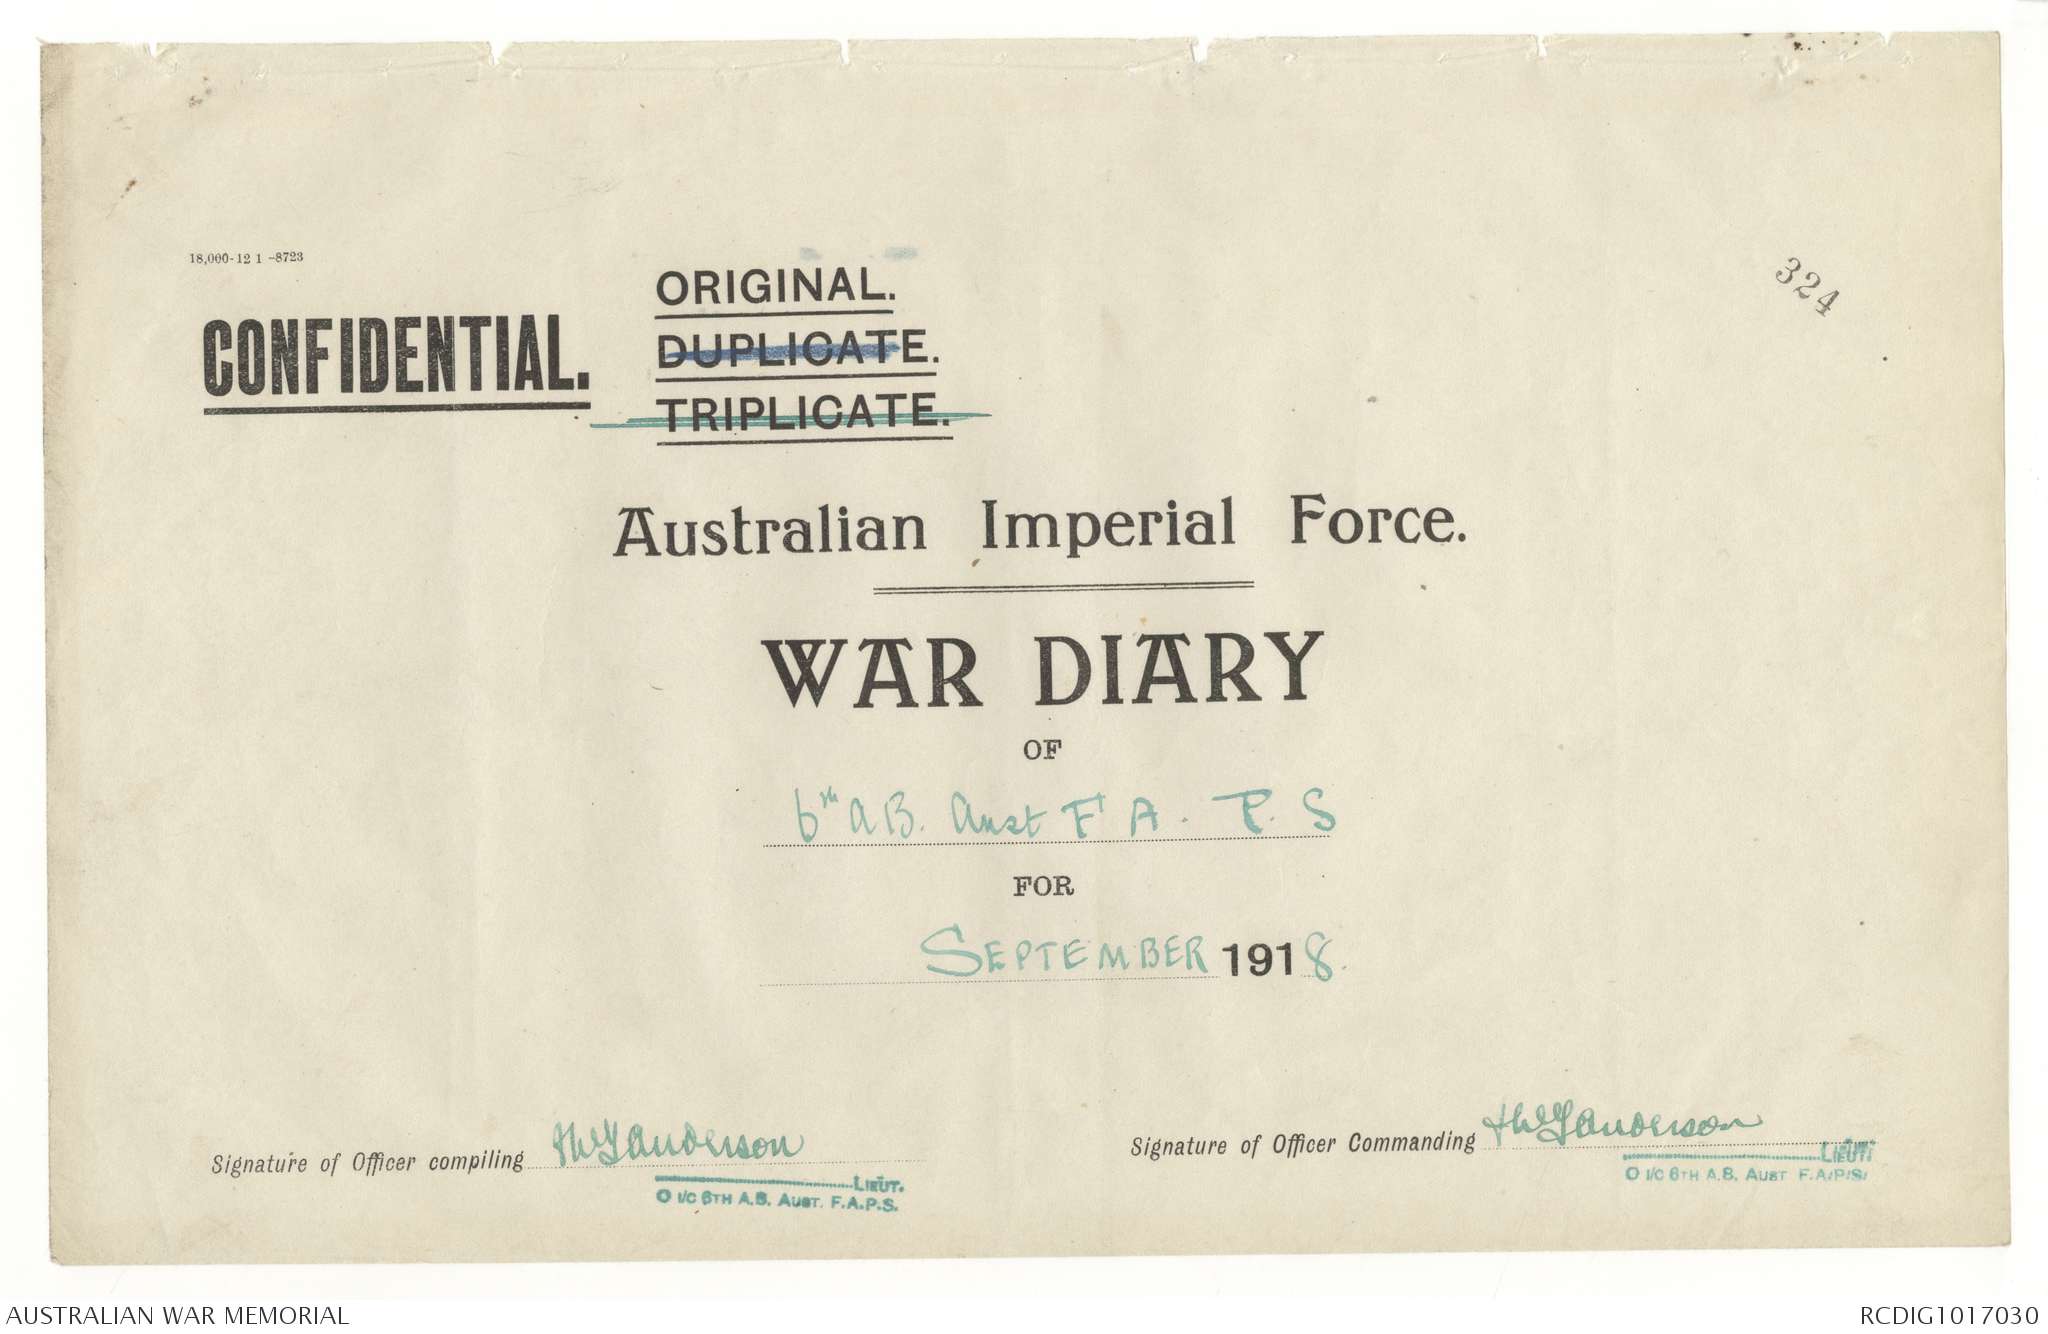 18,000-12 1 -8723
324
CONFIDENTIAL.
ORIGINAL.
DUPLICATE.
TRIPLICATE.
Australian Imperial Force.
WAR DIARY
OF
6th A B. Aust F A. P. S
FOR
SEPTEMBER 1918.
Signature of Officer compiling
Anderson
LIEUT.
O I/C 6TH A.B. AUST. F.A.P.S.
Signature of Officer Commanding
Anderson
LIEUT.
O I/C 6TH A.B. AUST F.A.P.S.
AUSTRALIAN WAR MEMORIAL
RCDIG1017030